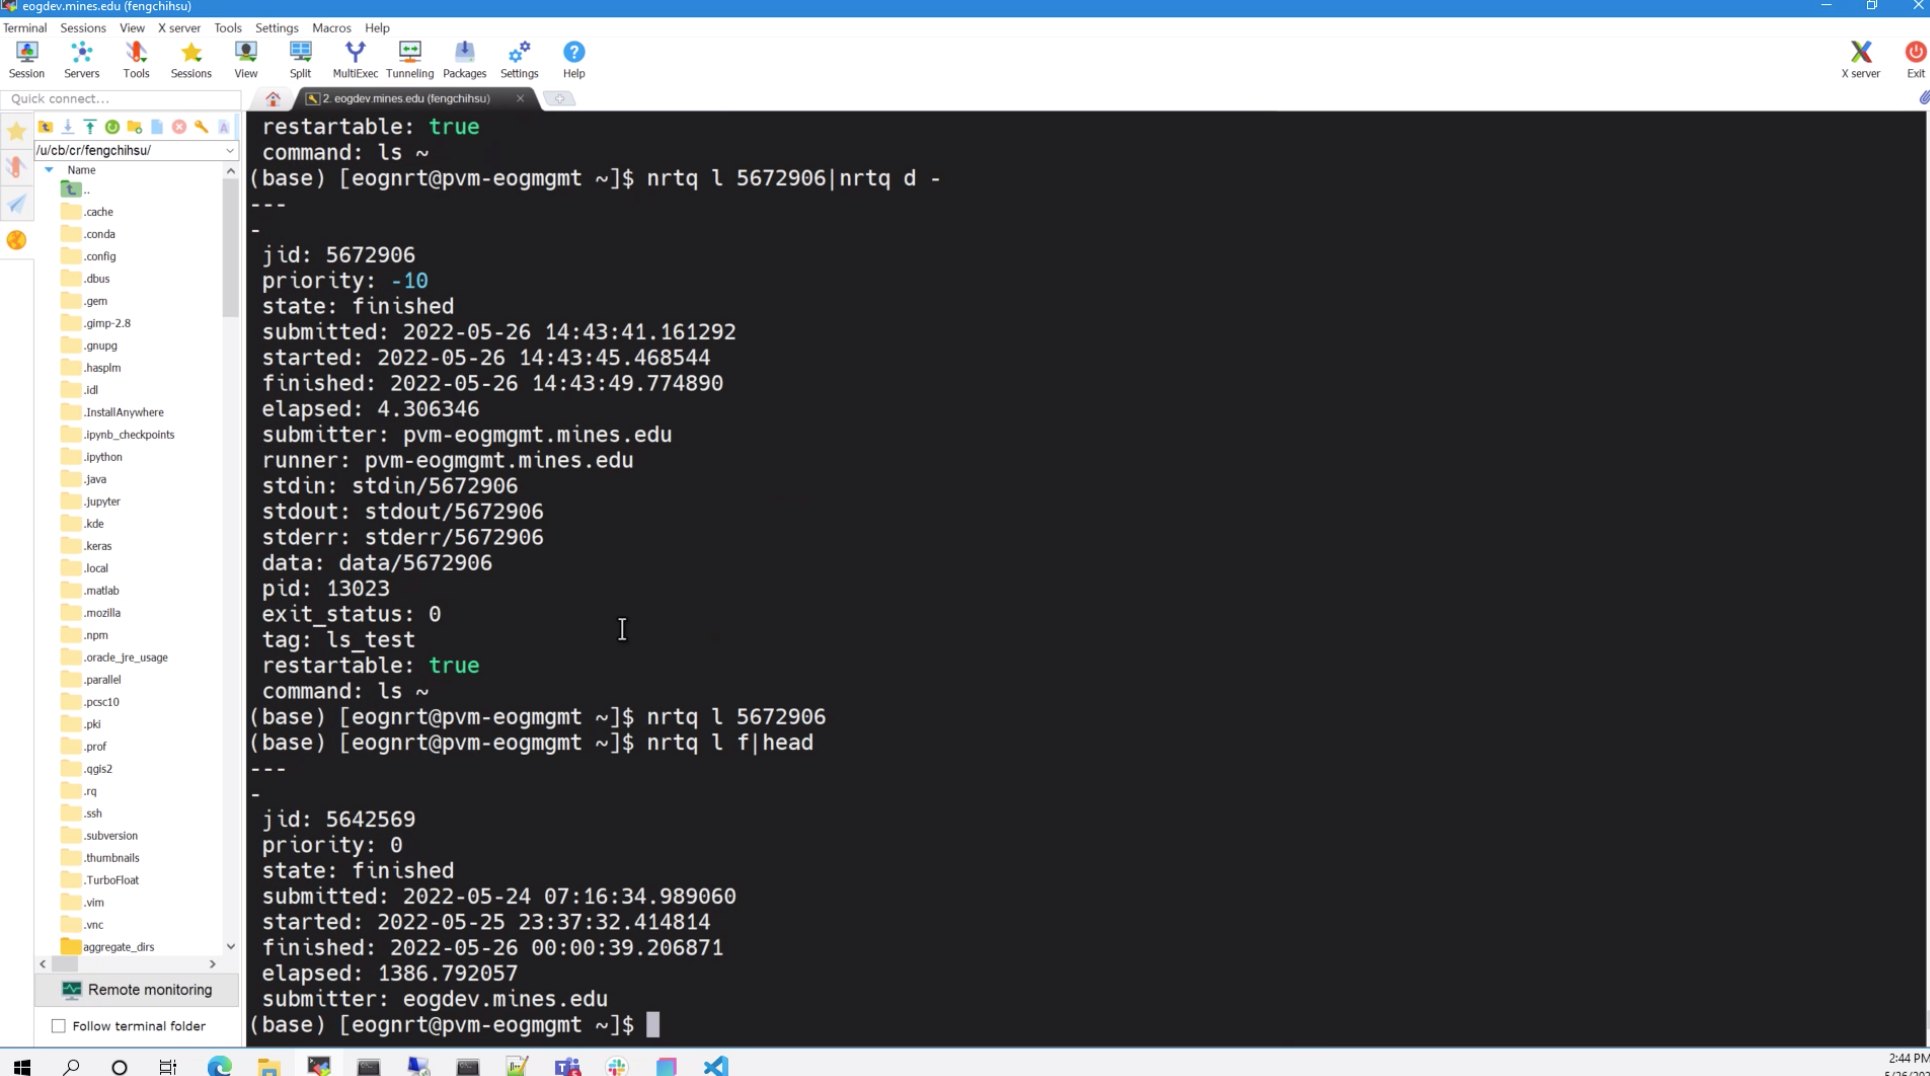 eogdev.mines.edu (fengchihsu)
Terminal Sessions View X server Tools Settings Macros Help
Session Servers Tools Sessions View Split MultiExec Tunneling Packages Settings Help X server Exit
Quick connect...
2. eogdev.mines.edu (fengchihsu)
/u/cb/cr/fengchihsu/
Name
..
.cache
.conda
.config
.dbus
.gem
.gimp-2.8
.gnupg
.hasplm
.idl
.InstallAnywhere
.ipynb_checkpoints
.ipython
.java
.jupyter
.kde
.keras
.local
.matlab
.mozilla
.npm
.oracle_jre_usage
.parallel
.pcsc10
.pki
.prof
.qgis2
.rq
.ssh
.subversion
.thumbnails
.TurboFloat
.vim
.vnc
aggregate_dirs
Remote monitoring
Follow terminal folder
restartable: true
command: ls ~
(base) [eognrt@pvm-eogmgmt ~]$ nrtq l 5672906|nrtq d -
---
-
jid: 5672906
priority: -10
state: finished
submitted: 2022-05-26 14:43:41.161292
started: 2022-05-26 14:43:45.468544
finished: 2022-05-26 14:43:49.774890
elapsed: 4.306346
submitter: pvm-eogmgmt.mines.edu
runner: pvm-eogmgmt.mines.edu
stdin: stdin/5672906
stdout: stdout/5672906
stderr: stderr/5672906
data: data/5672906
pid: 13023
exit_status: 0
tag: ls_test
restartable: true
command: ls ~
(base) [eognrt@pvm-eogmgmt ~]$ nrtq l 5672906
(base) [eognrt@pvm-eogmgmt ~]$ nrtq l f|head
---
-
jid: 5642569
priority: 0
state: finished
submitted: 2022-05-24 07:16:34.989060
started: 2022-05-25 23:37:32.414814
finished: 2022-05-26 00:00:39.206871
elapsed: 1386.792057
submitter: eogdev.mines.edu
(base) [eognrt@pvm-eogmgmt ~]$
2:44 PM